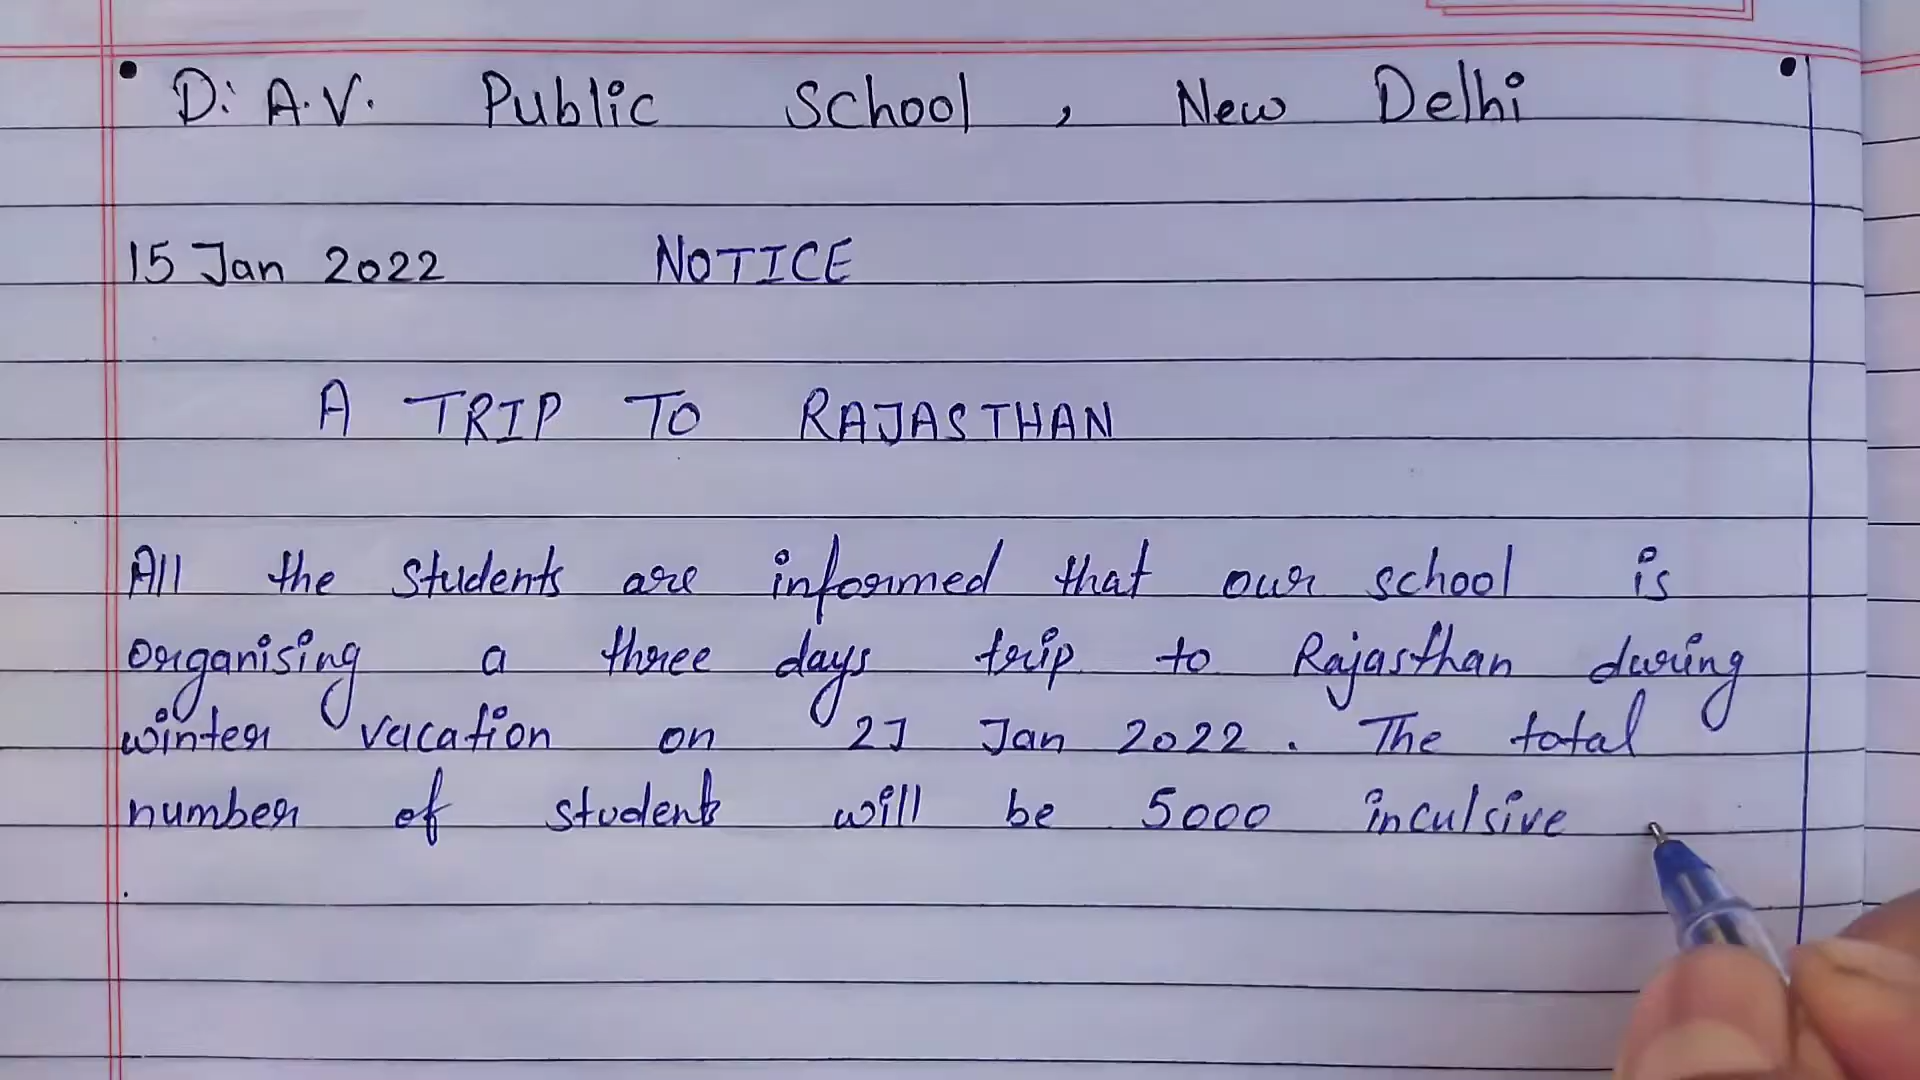 D. A.V. Public School, New Delhi
15 Jan 2022 NOTICE
A TRIP TO RAJASTHAN
All the students are informed that our school is
organising a three days trip to Rajasthan during
winter vacation on 21 Jan 2022. The total
number of students will be 5000 inculsive